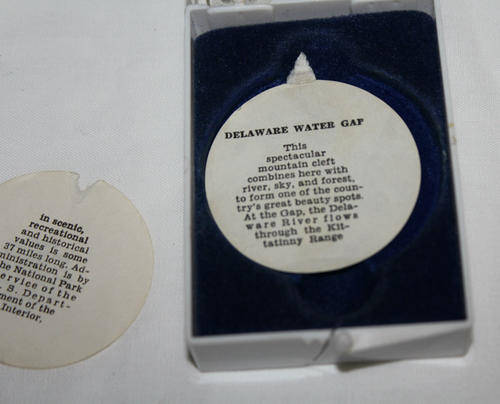 DELAWARE WATER GAP
This
spectacular
mountain cleft
combines here with
river, sky, and forest,
to form one of the coun-
try's great beauty spots.
At the Gap, the Dela-
ware River flows
through the Kit-
tatinny Range
in scenic,
recreational
and historical
values is some
37 miles long. Ad-
ministration is by
he National Park
ervice of the
. S. Depart-
ment of the
Interior,